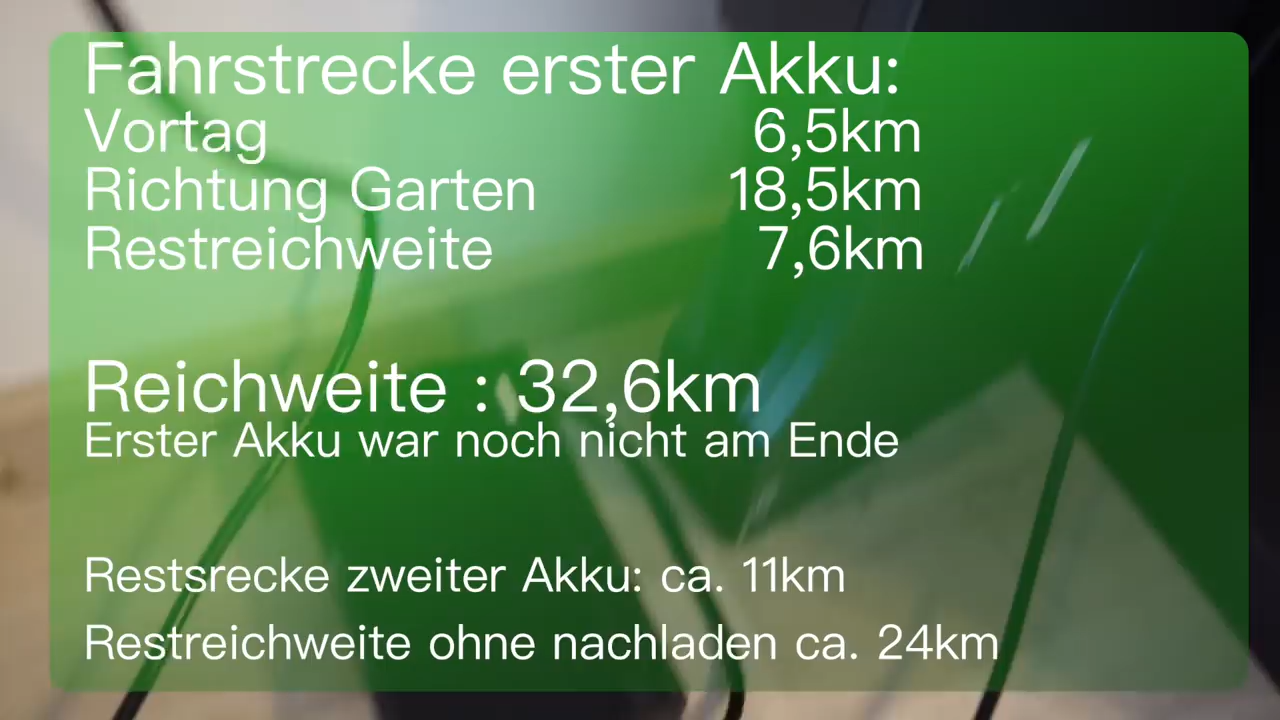 Fahrstrecke erster Akku:
Vortag 6,5km
Richtung Garten 18,5km
Restreichweite 7,6km
Reichweite : 32,6km
Erster Akku war noch nicht am Ende
Restsrecke zweiter Akku: ca. 11km
Restreichweite ohne nachladen ca. 24km